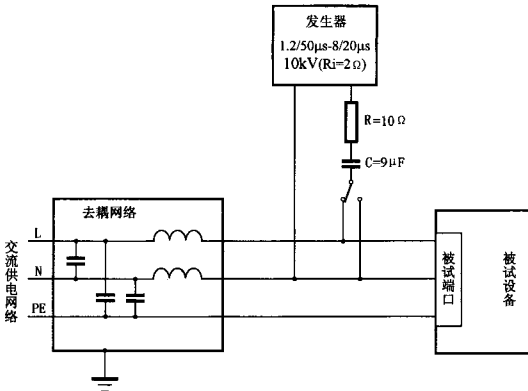 发生器
1.2/50μs-8/20μs
10kV(Ri=2Ω)
R=10Ω
C=9μF
去耦网络
L
N
PE
交流供电网络
被试端口
被试设备